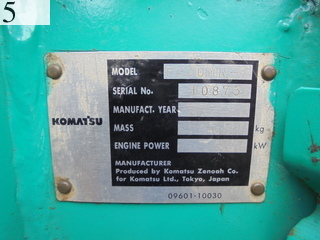 5
MODEL
SERIAL No.
MANUFACT. YEAR
KOMATSU
MASS kg
ENGINE POWER kW
MANUFACTURER
Produced by Komatsu Zenoah Co.
for Komatsu Ltd., Tokyo, Japan
09601-10030